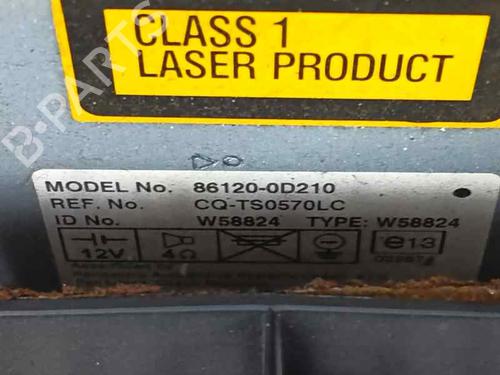 CLASS 1
LASER PRODUCT
B-PARTS
MODEL No. 86120-0D210
REF. No. CQ-TS0570LC
ID No. W58824 TYPE: W58824
12V 4Ω e13